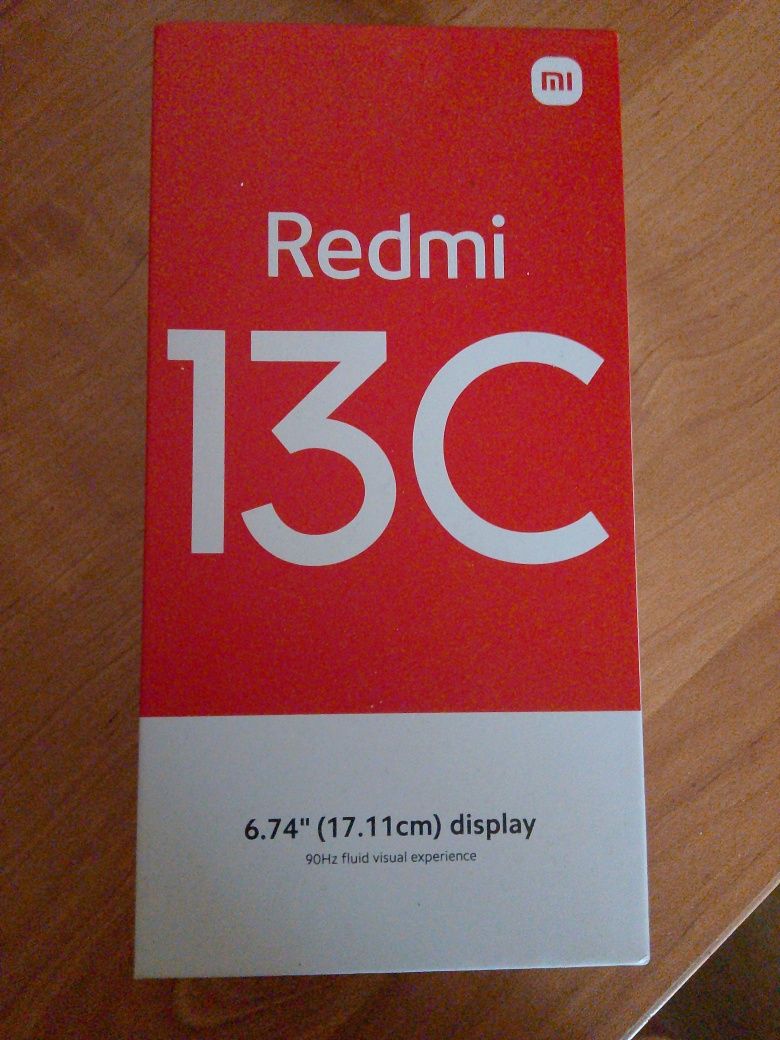 mi
Redmi
13C
6.74" (17.11cm) display
90Hz fluid visual experience